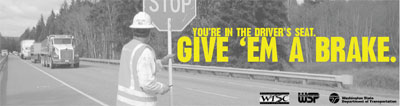 STOP
YOU'RE IN THE DRIVER'S SEAT.
GIVE 'EM A BRAKE.
WTSC
WSP
Washington State
Department of Transportation